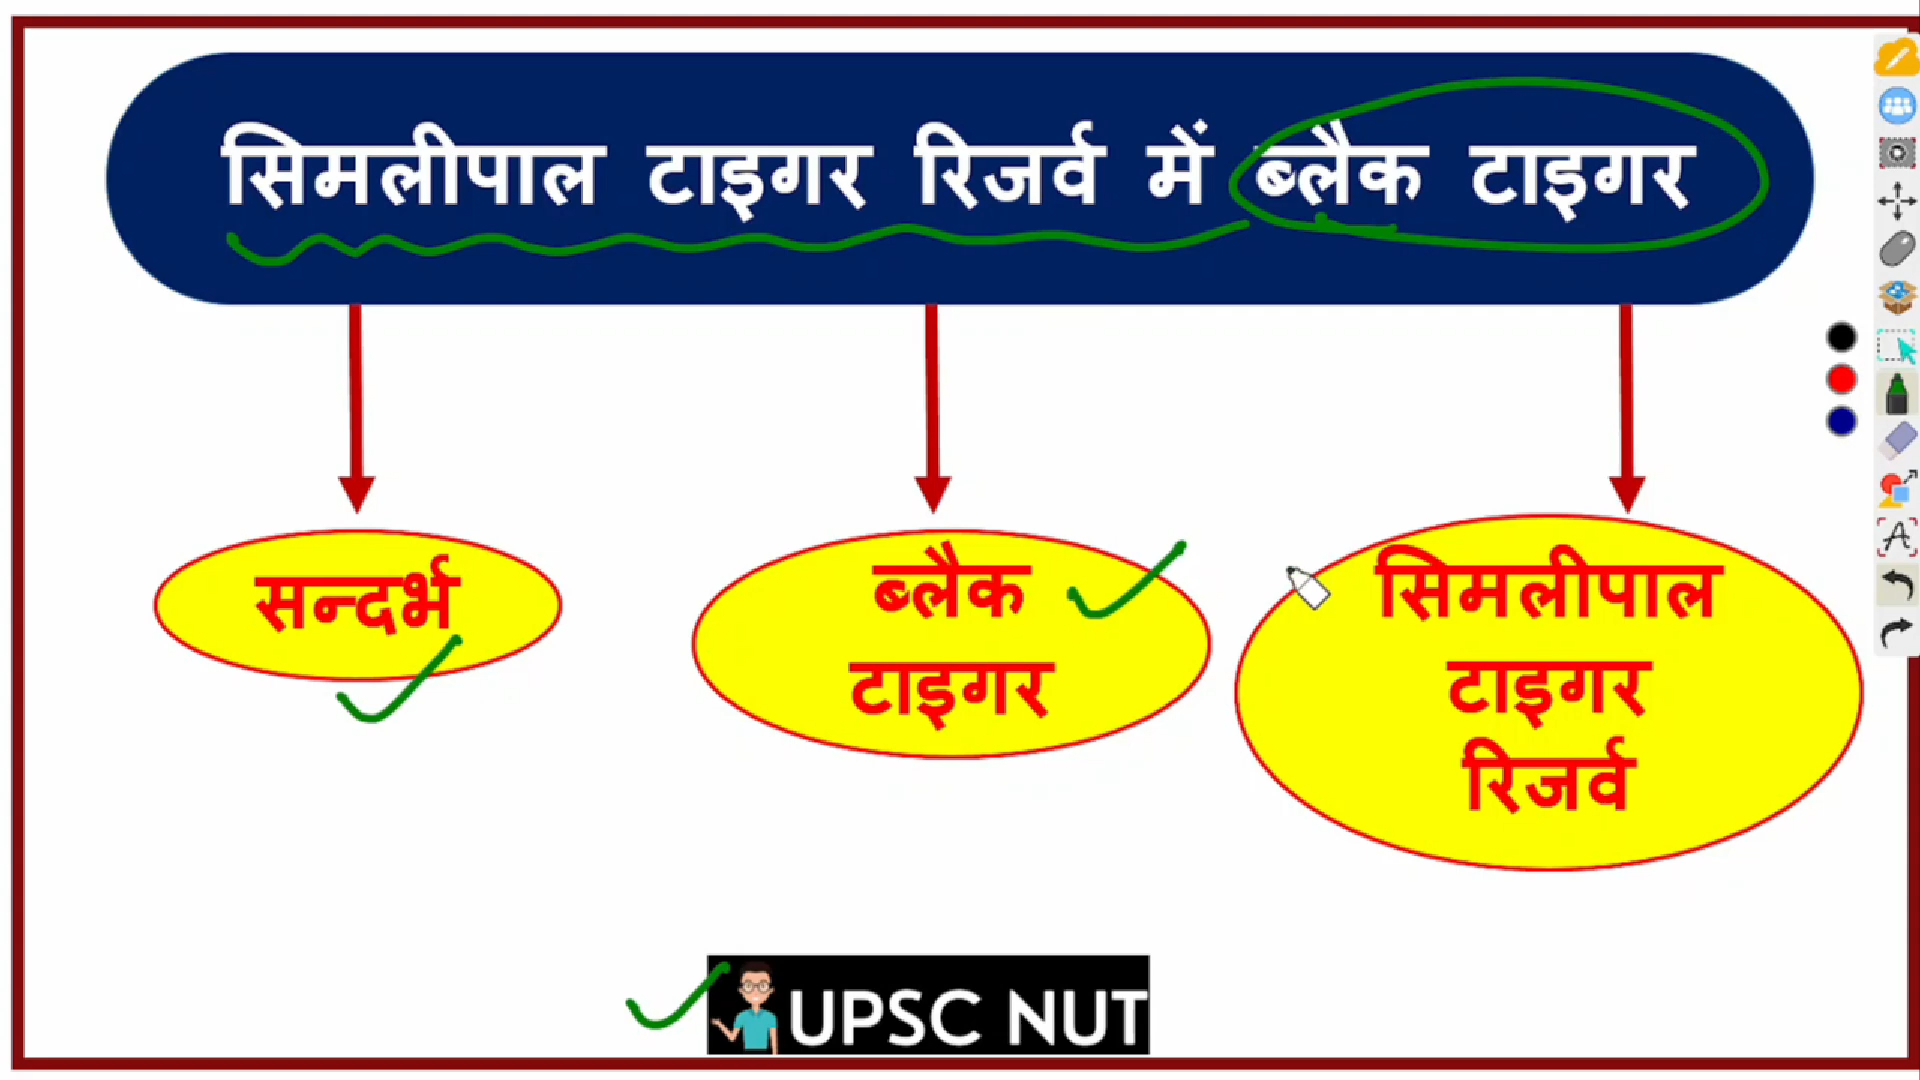 सिमलीपाल टाइगर रिजर्व में ब्लैक टाइगर
सन्दर्भ
ब्लैक
टाइगर
सिमलीपाल
टाइगर
रिजर्व
UPSC NUT